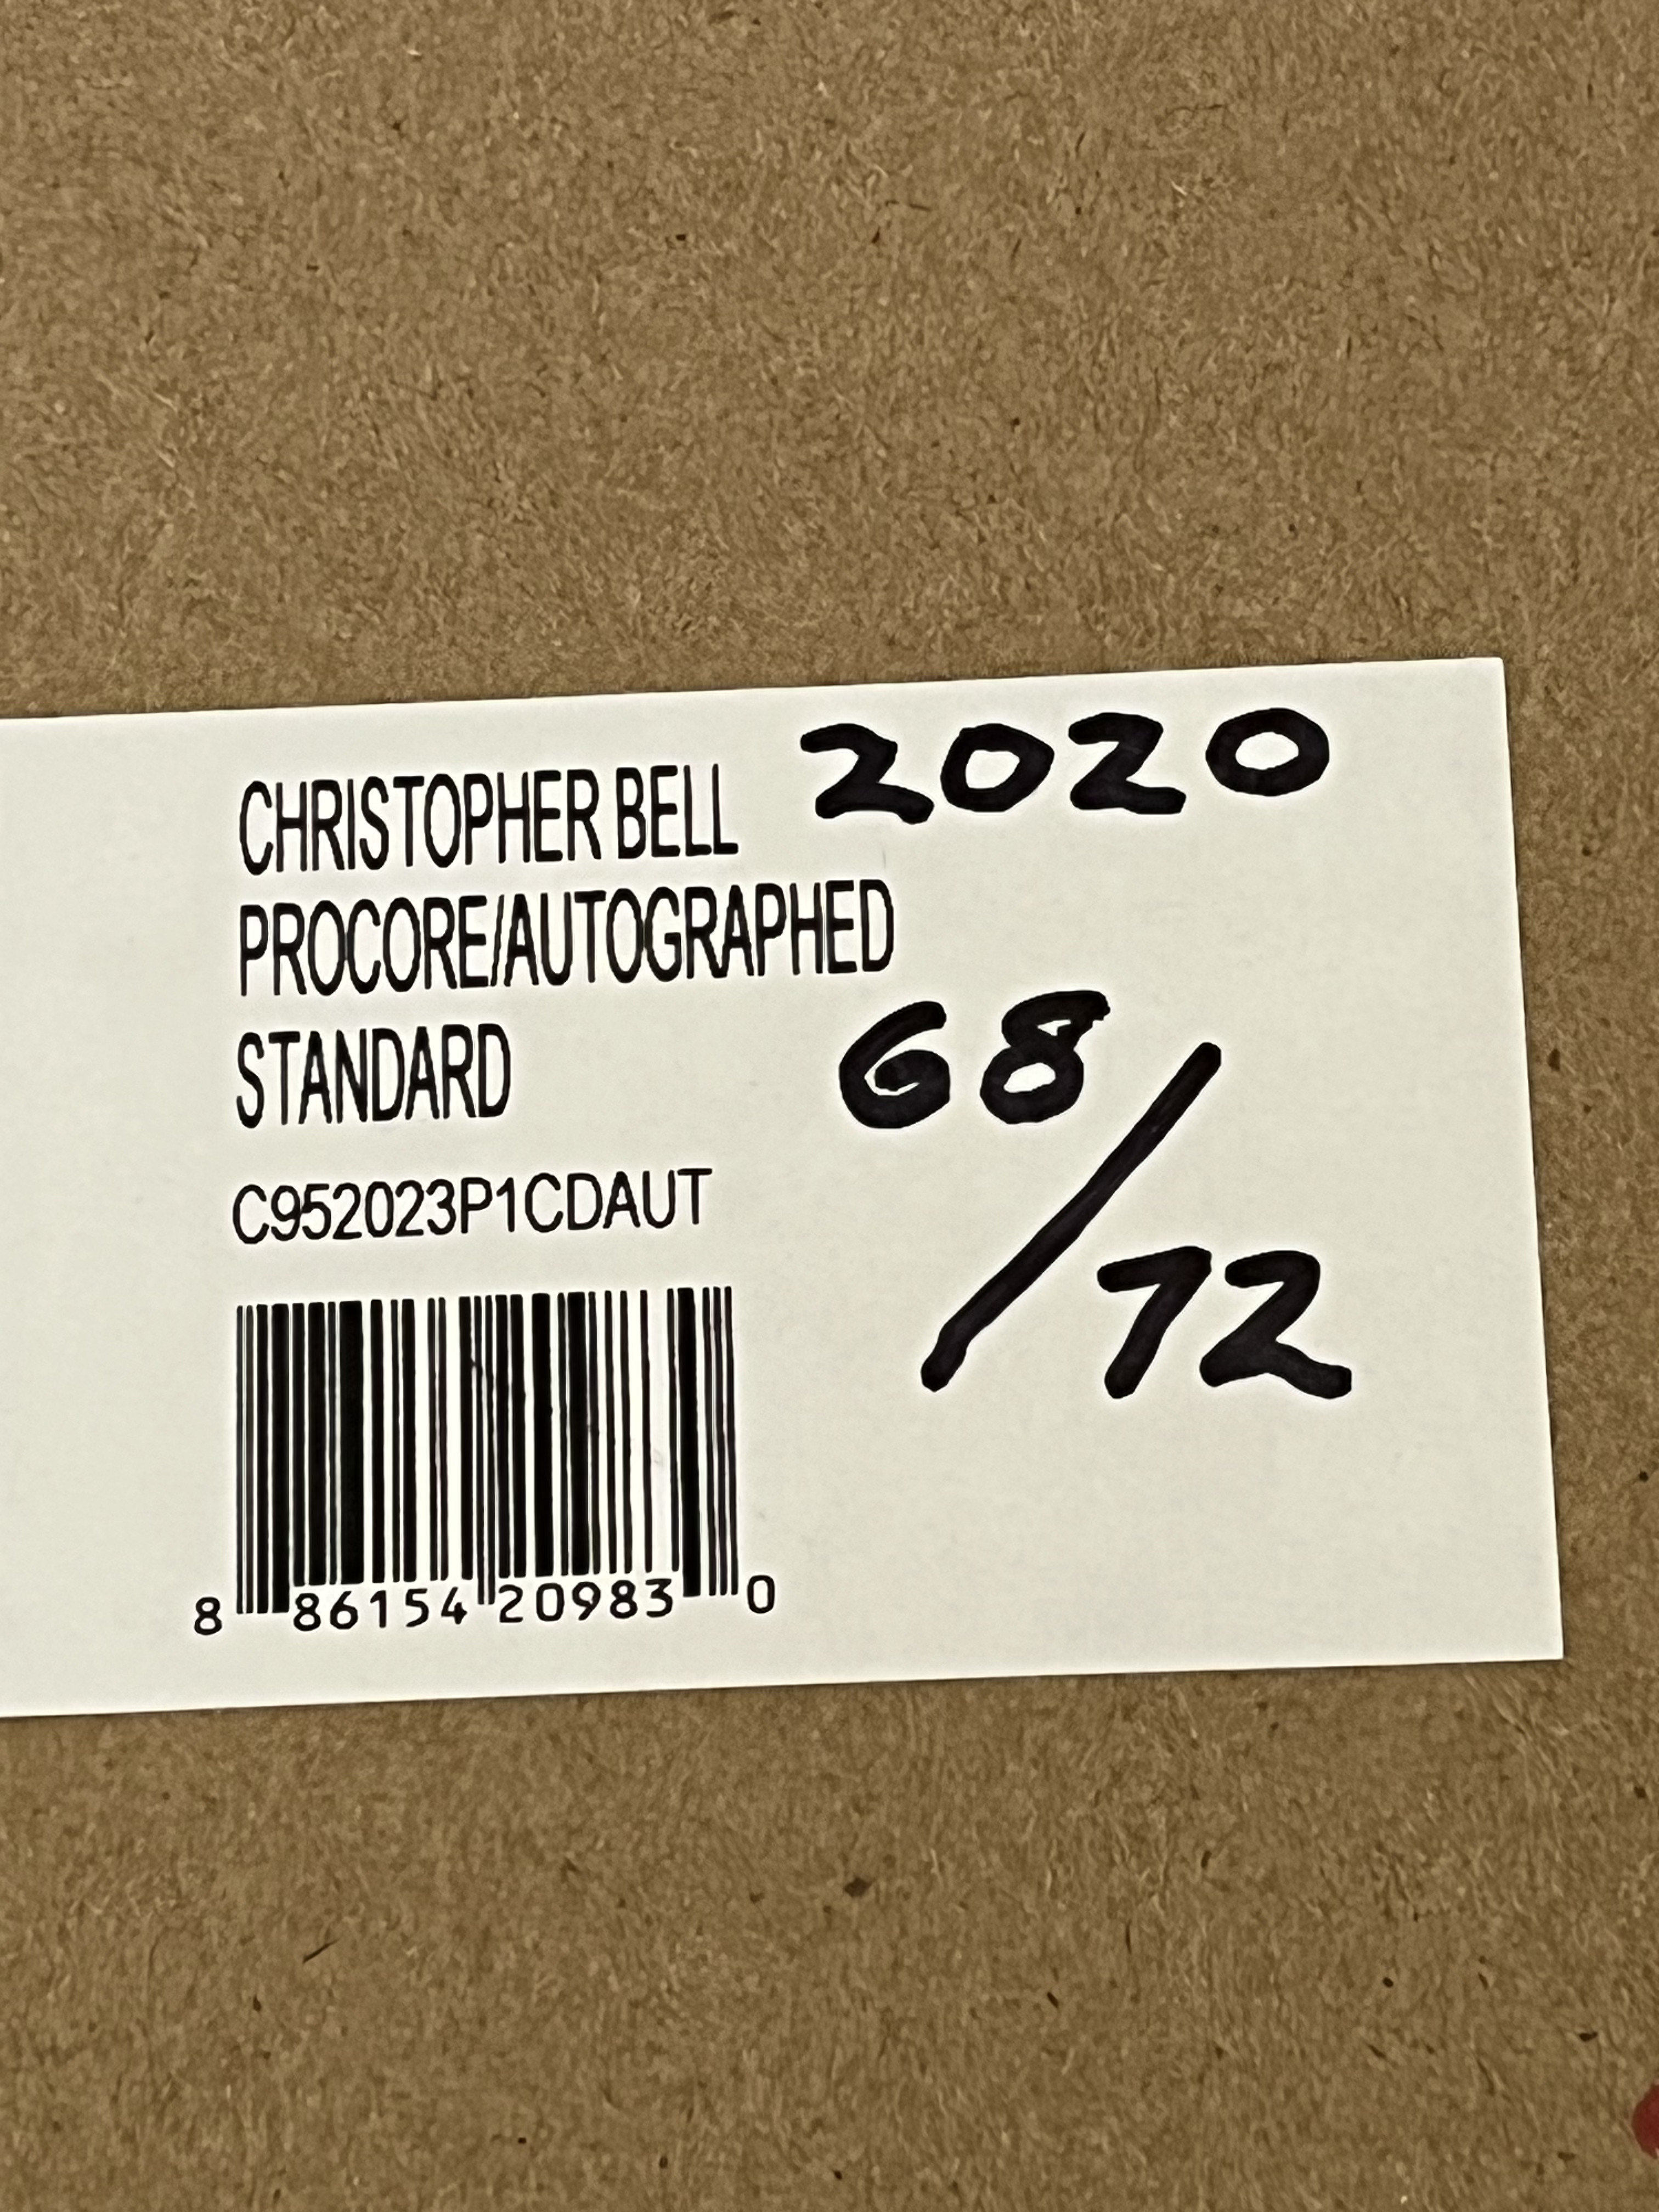 CHRISTOPHER BELL 2020
PROCORE/AUTOGRAPHED
STANDARD
68/72
C952023P1CDAUT
8 86154 20983 0